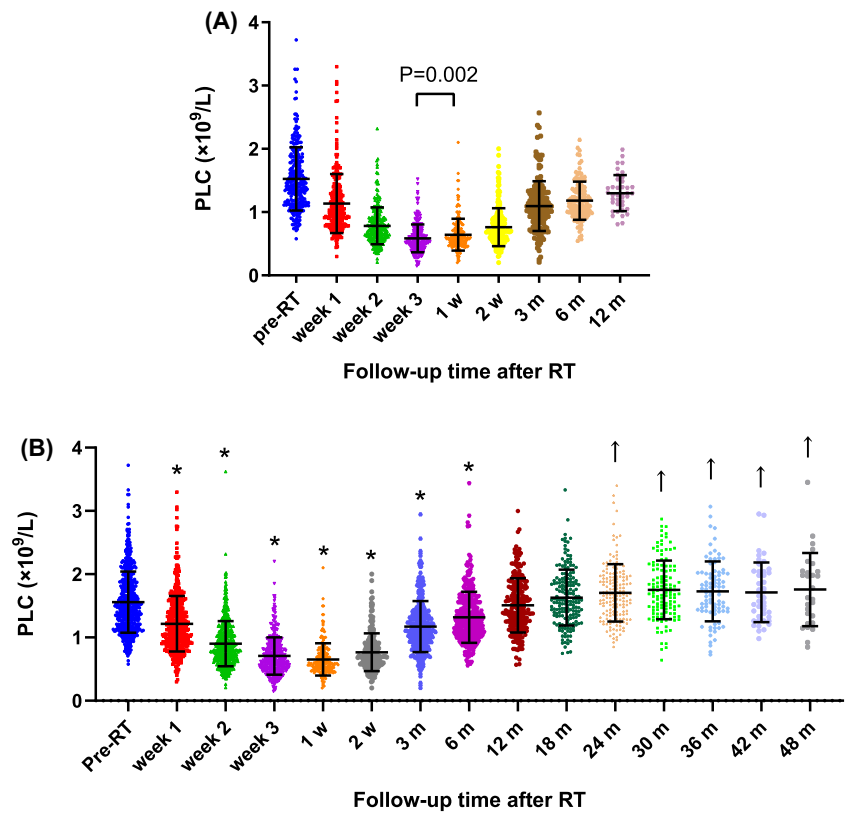 (A)
PLC (×10⁹/L)
4
3
2
1
0
P=0.002
pre-RT
week 1
week 2
week 3
1 w
2 w
3 m
6 m
12 m
Follow-up time after RT
(B)
PLC (×10⁹/L)
4
3
2
1
0
* * * * * * * ↑ ↑ ↑ ↑ ↑
Pre-RT
week 1
week 2
week 3
1 w
2 w
3 m
6 m
12 m
18 m
24 m
30 m
36 m
42 m
48 m
Follow-up time after RT